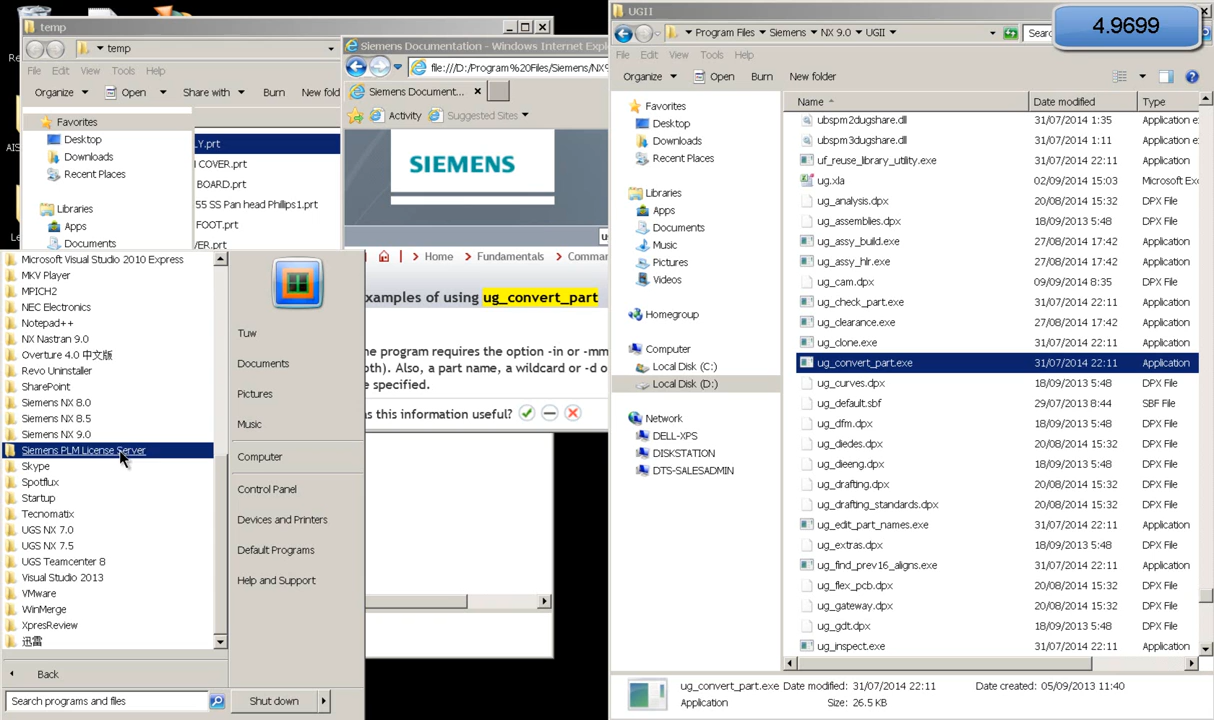 temp
temp
File Edit View Tools Help
Organize Open Share with Burn New fold
Favorites
Desktop
Downloads
Recent Places
Libraries
Apps
Documents
LY.prt
COVER.prt
BOARD.prt
55 SS Pan head Phillips1.prt
FOOT.prt
/ER.prt
Siemens Documentation - Windows Internet Expl
file:///D:/Program%20Files/Siemens/NX%
Siemens Document...
Activity Suggested Sites
SIEMENS
Home Fundamentals Commar
xamples of using ug_convert_part
he program requires the option -in or -mm
oth). Also, a part name, a wildcard or -d o
e specified.
as this information useful?
Microsoft Visual Studio 2010 Express
MKV Player
MPICH2
NEC Electronics
Notepad++
NX Nastran 9.0
Overture 4.0 中文版
Revo Uninstaller
SharePoint
Siemens NX 8.0
Siemens NX 8.5
Siemens NX 9.0
Siemens PLM License Server
Skype
Spotflux
Startup
Tecnomatix
UGS NX 7.0
UGS NX 7.5
UGS Teamcenter 8
Visual Studio 2013
VMware
WinMerge
XpresReview
迅雷
Back
Search programs and files
Tuw
Documents
Pictures
Music
Computer
Control Panel
Devices and Printers
Default Programs
Help and Support
Shut down
UGII
4.9699
Program Files Siemens NX 9.0 UGII
Searc
File Edit View Tools Help
Organize Open Burn New folder
Favorites
Desktop
Downloads
Recent Places
Libraries
Apps
Documents
Music
Pictures
Videos
Homegroup
Computer
Local Disk (C:)
Local Disk (D:)
Network
DELL-XPS
DISKSTATION
DTS-SALESADMIN
Name Date modified Type
ubspm2dugshare.dll 31/07/2014 1:35 Application e
ubspm3dugshare.dll 31/07/2014 1:11 Application e
uf_reuse_library_utility.exe 31/07/2014 22:11 Application
ug.xla 02/09/2014 15:03 Microsoft Exc
ug_analysis.dpx 20/08/2014 15:32 DPX File
ug_assemblies.dpx 18/09/2013 5:48 DPX File
ug_assy_build.exe 27/08/2014 17:42 Application
ug_assy_hlr.exe 27/08/2014 17:42 Application
ug_cam.dpx 09/09/2014 8:35 DPX File
ug_check_part.exe 31/07/2014 22:11 Application
ug_clearance.exe 27/08/2014 17:42 Application
ug_clone.exe 31/07/2014 22:11 Application
ug_convert_part.exe 31/07/2014 22:11 Application
ug_curves.dpx 18/09/2013 5:48 DPX File
ug_default.sbf 29/07/2014 8:44 SBF File
ug_dfm.dpx 18/09/2013 5:48 DPX File
ug_diedes.dpx 20/08/2014 15:32 DPX File
ug_dieeng.dpx 18/09/2013 5:48 DPX File
ug_drafting.dpx 20/08/2014 15:32 DPX File
ug_drafting_standards.dpx 20/08/2014 15:32 DPX File
ug_edit_part_names.exe 31/07/2014 22:11 Application
ug_extras.dpx 18/09/2013 5:48 DPX File
ug_find_prev16_aligns.exe 31/07/2014 22:11 Application
ug_flex_pcb.dpx 20/08/2014 15:32 DPX File
ug_gateway.dpx 20/08/2014 15:32 DPX File
ug_gdt.dpx 18/09/2013 5:48 DPX File
ug_inspect.exe 31/07/2014 22:11 Application
ug_convert_part.exe Date modified: 31/07/2014 22:11 Date created: 05/09/2013 11:40
Application Size: 26.5 KB